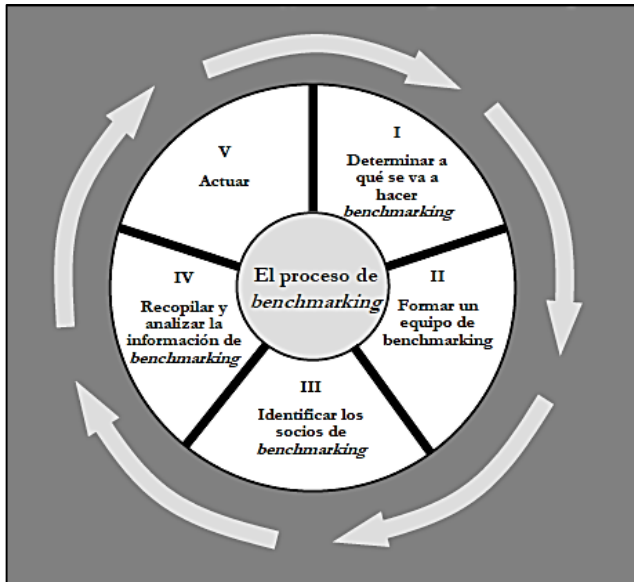 I
Determinar a
qué se va a
hacer
benchmarking
II
Formar un
equipo de
benchmarking
III
Identificar los
socios de
benchmarking
IV
Recopilar y
analizar la
información de
benchmarking
V
Actuar
El proceso de
benchmarking